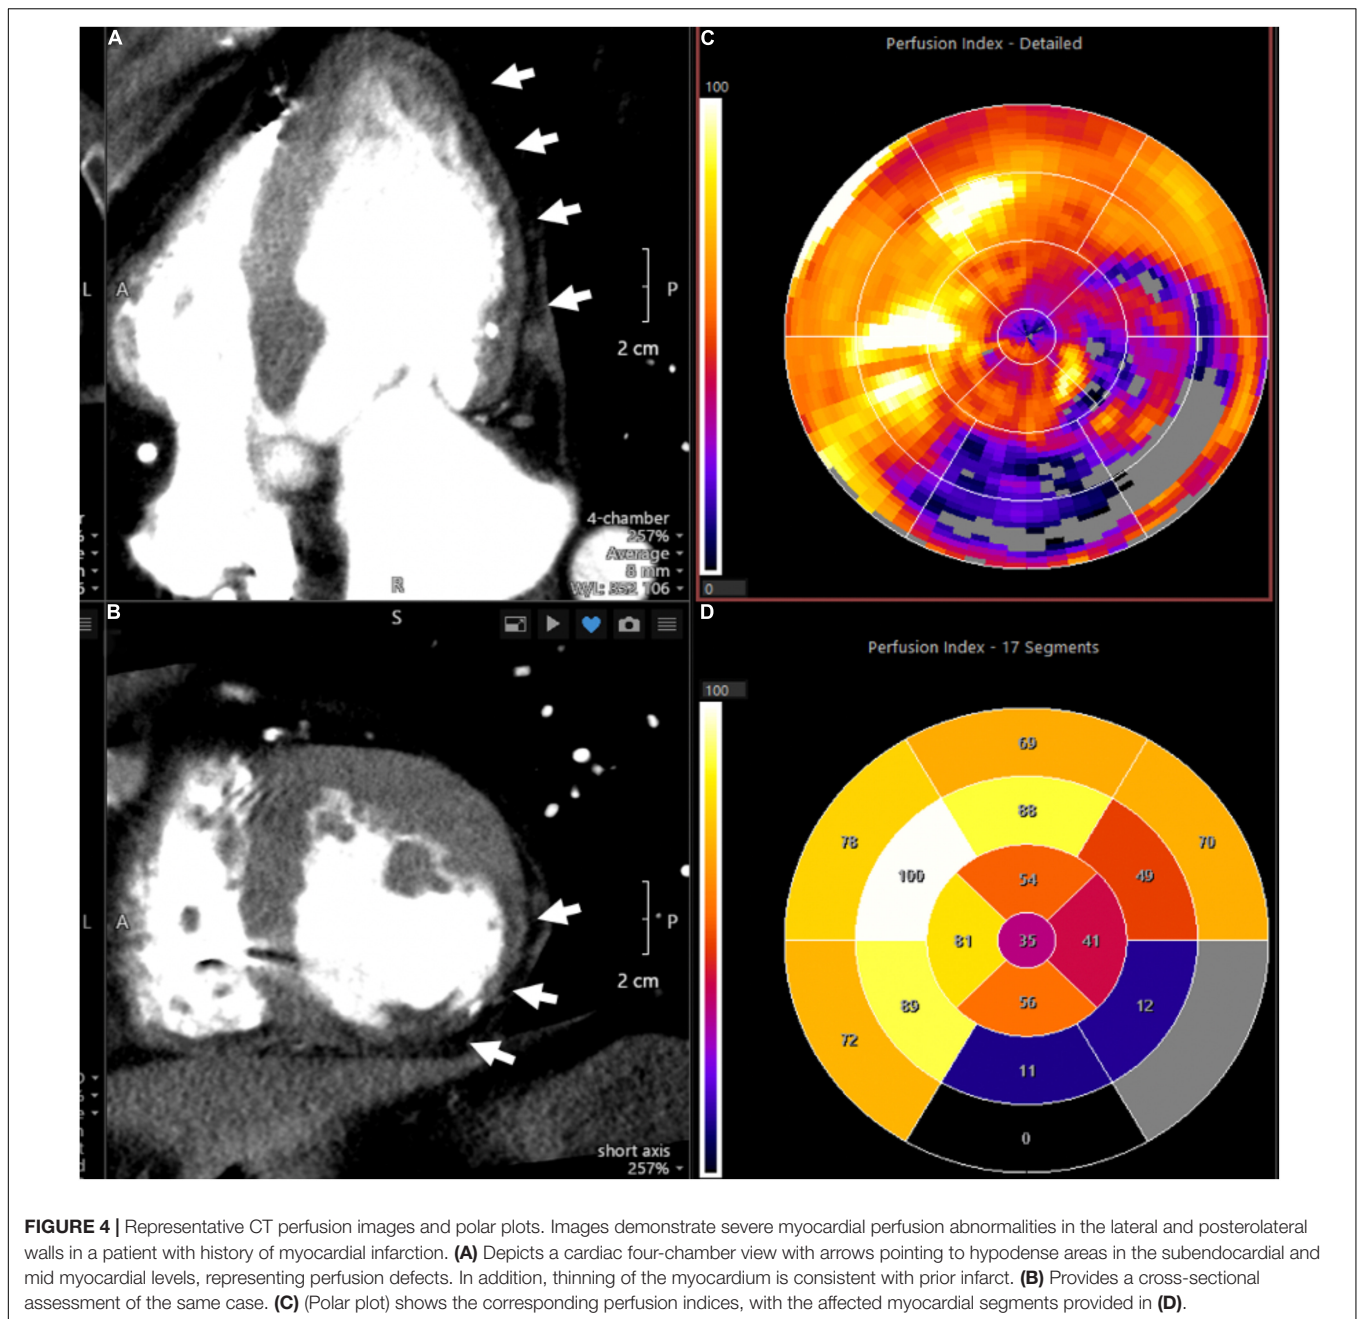 A
L
A
P
2 cm
4-chamber
257%
Average
8 mm
R
C
Perfusion Index - Detailed
100
0
B
S
L
A
P
2 cm
short axis
257%
D
Perfusion Index - 17 Segments
100
69
78
70
88
100
49
54
81
35
41
56
89
12
72
11
0
FIGURE 4 | Representative CT perfusion images and polar plots. Images demonstrate severe myocardial perfusion abnormalities in the lateral and posterolateral
walls in a patient with history of myocardial infarction. (A) Depicts a cardiac four-chamber view with arrows pointing to hypodense areas in the subendocardial and
mid myocardial levels, representing perfusion defects. In addition, thinning of the myocardium is consistent with prior infarct. (B) Provides a cross-sectional
assessment of the same case. (C) (Polar plot) shows the corresponding perfusion indices, with the affected myocardial segments provided in (D).